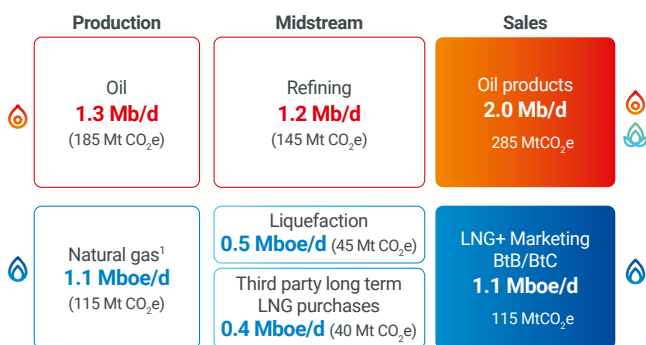 Production
Midstream
Sales
Oil
1.3 Mb/d
(185 Mt CO₂e)
Refining
1.2 Mb/d
(145 Mt CO₂e)
Oil products
2.0 Mb/d
285 MtCO₂e
Natural gas¹
1.1 Mboe/d
(115 Mt CO₂e)
Liquefaction
0.5 Mboe/d (45 Mt CO₂e)
Third party long term
LNG purchases
0.4 Mboe/d (40 Mt CO₂e)
LNG+ Marketing
BtB/BtC
1.1 Mboe/d
115 MtCO₂e